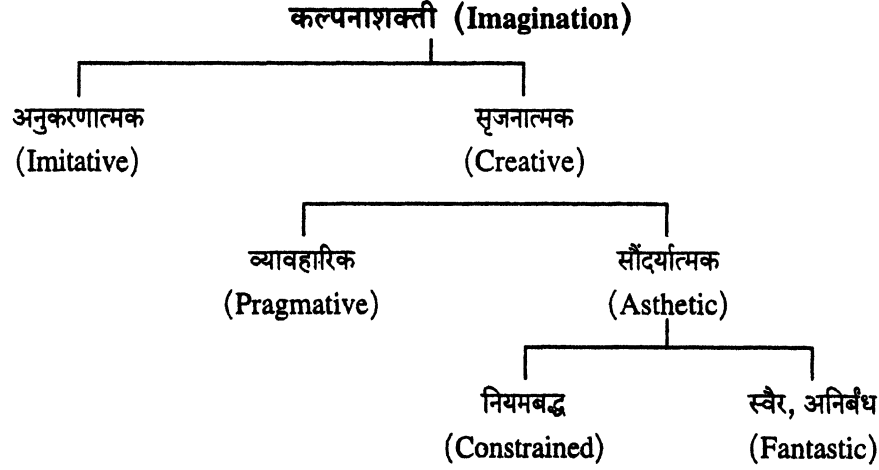 कल्पनाशक्ती (Imagination)
अनुकरणात्मक
(Imitative)
सृजनात्मक
(Creative)
व्यावहारिक
(Pragmative)
सौंदर्यात्मक
(Asthetic)
नियमबद्ध
(Constrained)
स्वैर, अनिर्बंध
(Fantastic)